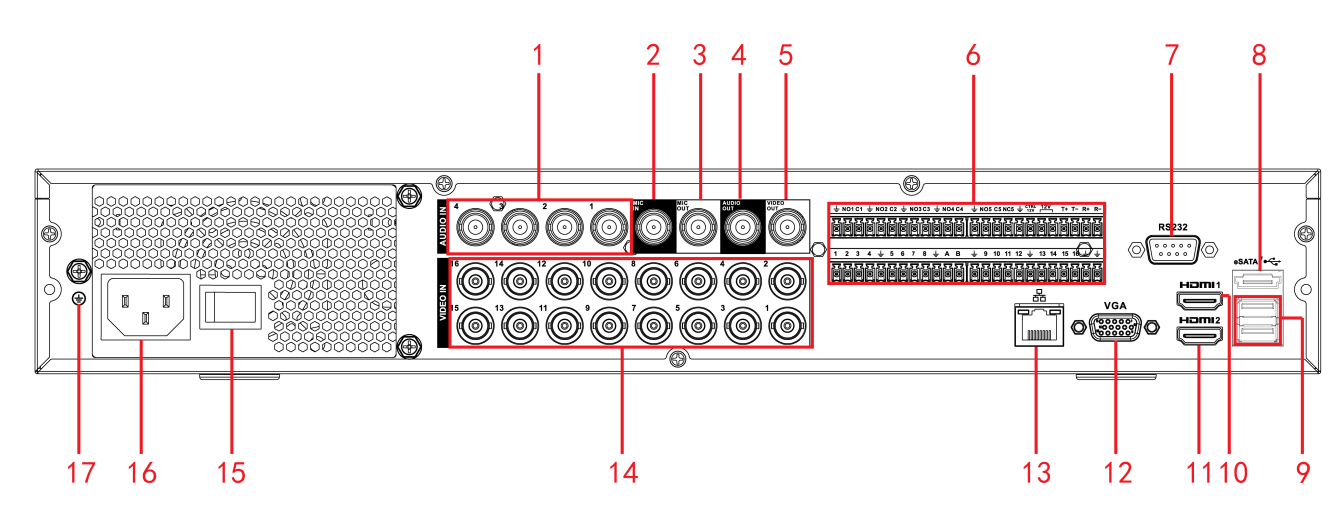 1 2 3 4 5 6 7 8
AUDIO IN
4 3 2 1
MIC IN
MIC OUT
AUDIO OUT
VIDEO OUT
NO1 C1 NO2 C2 NO3 C3 NO4 C4 NO5 C5 NC5 CTRL 12V 12V T+ T- R+ R-
1 2 3 4 5 6 7 8 A B 9 10 11 12 13 14 15 16
RS232
eSATA
VIDEO IN
16 14 12 10 8 6 4 2
15 13 11 9 7 5 3 1
VGA
HDMI 1
HDMI 2
17 16 15 14 13 12 11 10 9